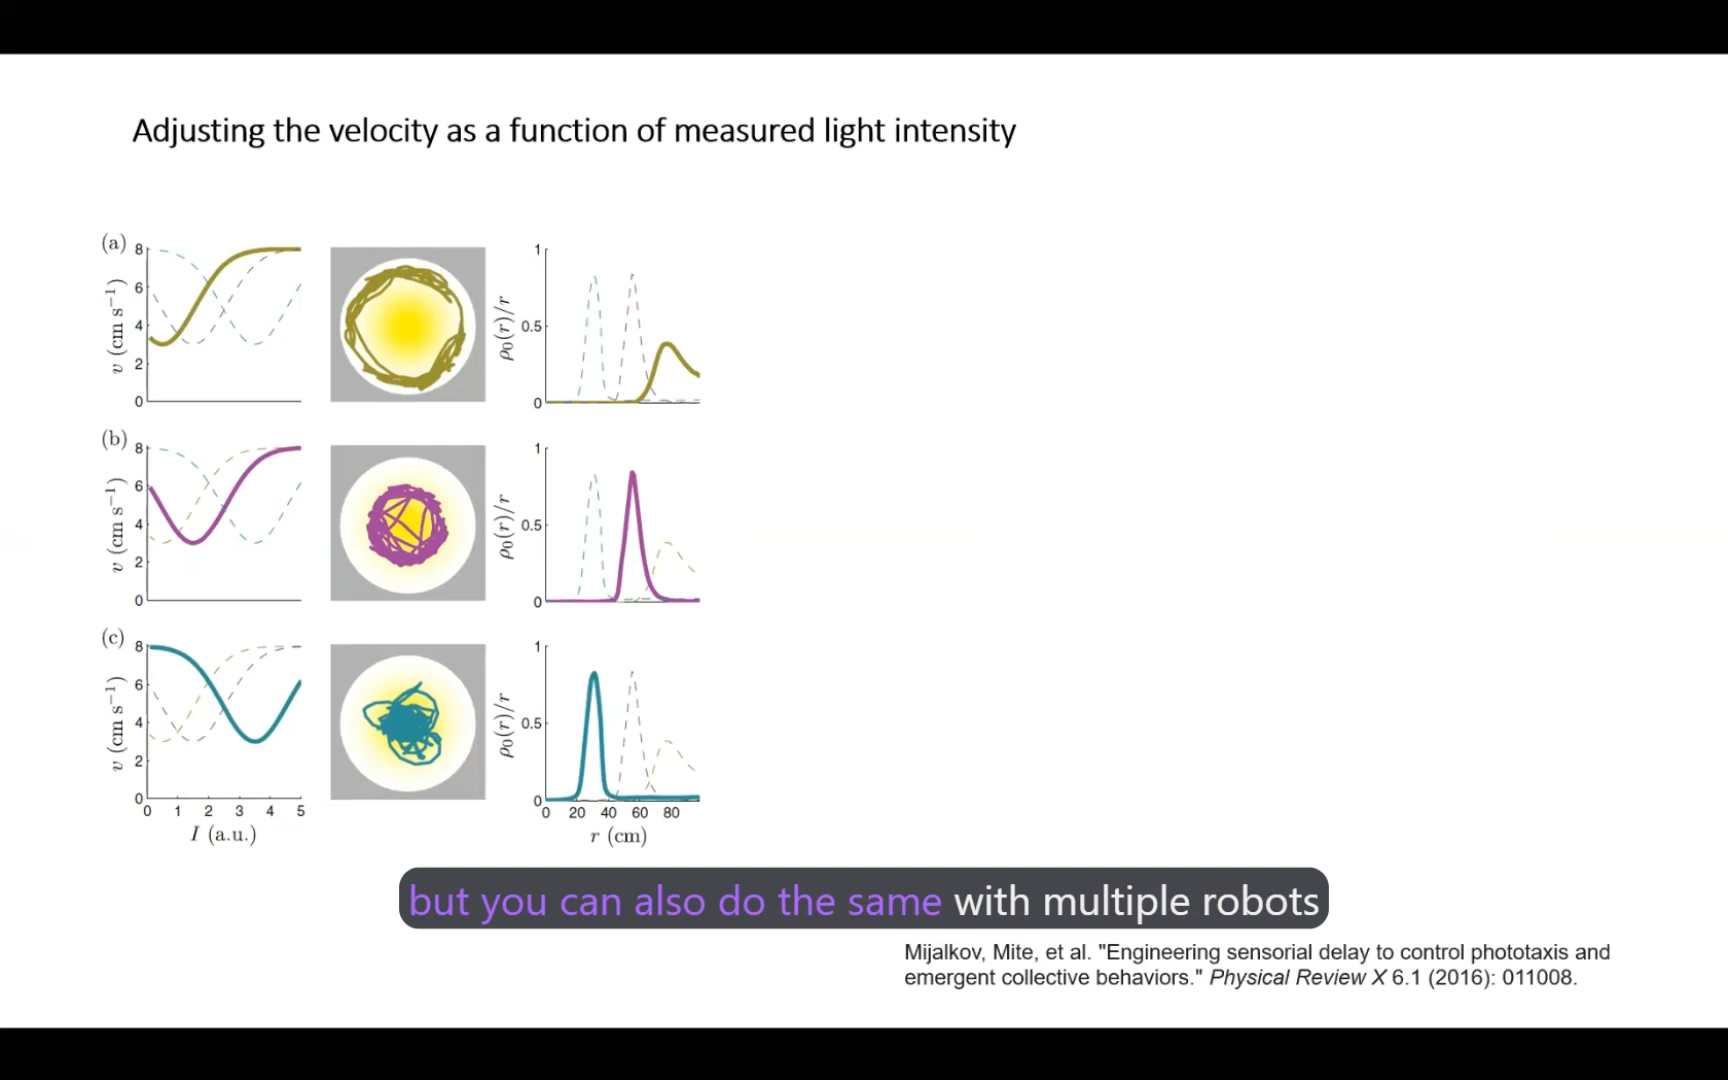 Adjusting the velocity as a function of measured light intensity
(a)
8
6
4
2
0
v (cm s⁻¹)
1
0.5
0
ρ₀(r)/r
(b)
8
6
4
2
0
v (cm s⁻¹)
1
0.5
0
ρ₀(r)/r
(c)
8
6
4
2
0
v (cm s⁻¹)
0 1 2 3 4 5
I (a.u.)
1
0.5
0
ρ₀(r)/r
0 20 40 60 80
r (cm)
but you can also do the same with multiple robots
Mijalkov, Mite, et al. "Engineering sensorial delay to control phototaxis and
emergent collective behaviors." Physical Review X 6.1 (2016): 011008.